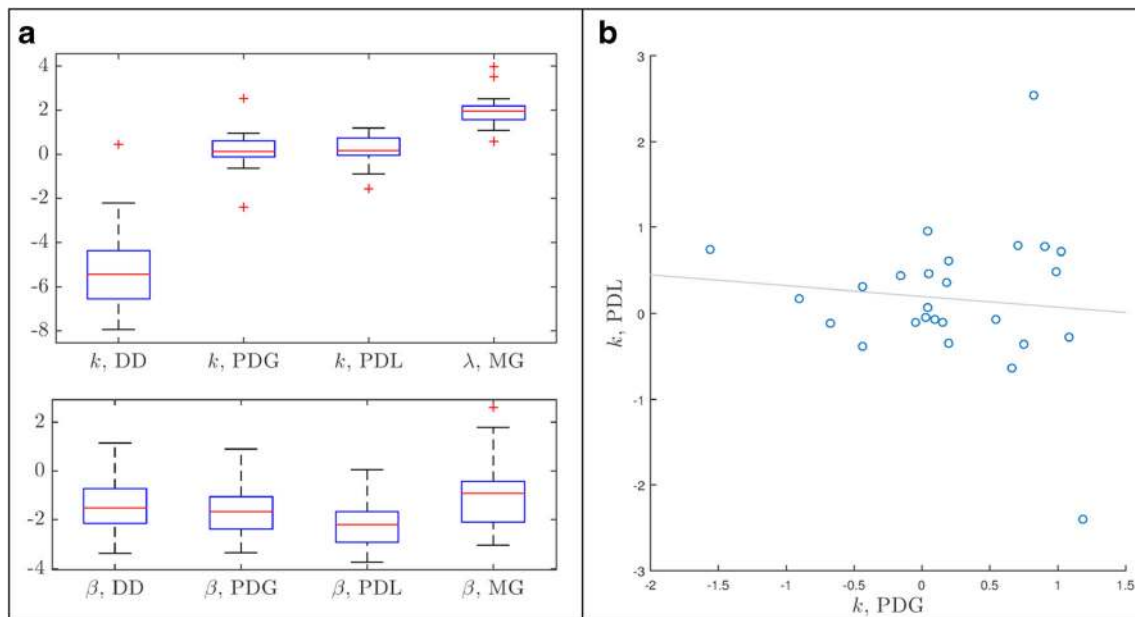 a
4
2
0
-2
-4
-6
-8
k, DD k, PDG k, PDL λ, MG
2
0
-2
-4
β, DD β, PDG β, PDL β, MG
b
3
2
1
0
-1
-2
-3
k, PDL
-2 -1.5 -1 -0.5 0 0.5 1 1.5
k, PDG